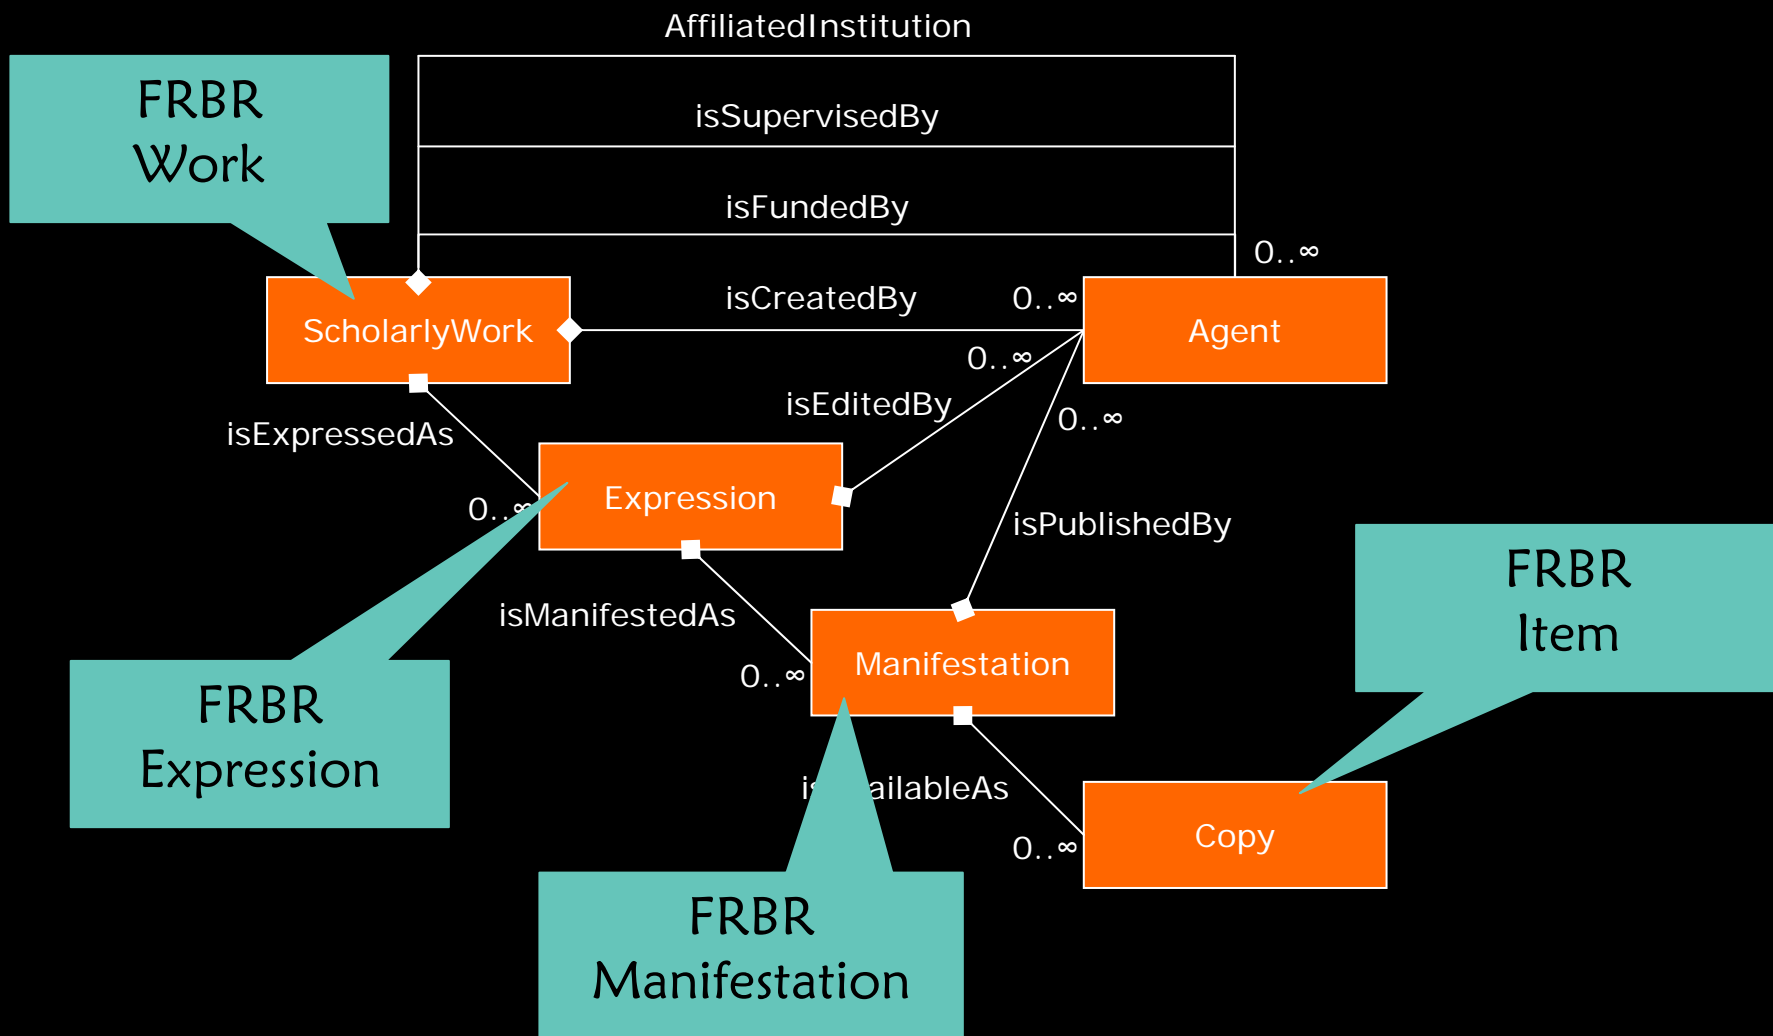 AffiliatedInstitution
FRBR
Work
isSupervisedBy
isFundedBy
0..∞
isCreatedBy
0..∞
ScholarlyWork
Agent
0..∞
isEditedBy
0..∞
isExpressedAs
Expression
0..∞
isPublishedBy
FRBR
Item
isManifestedAs
Manifestation
0..∞
FRBR
Expression
ailableAs
Copy
0..∞
FRBR
Manifestation